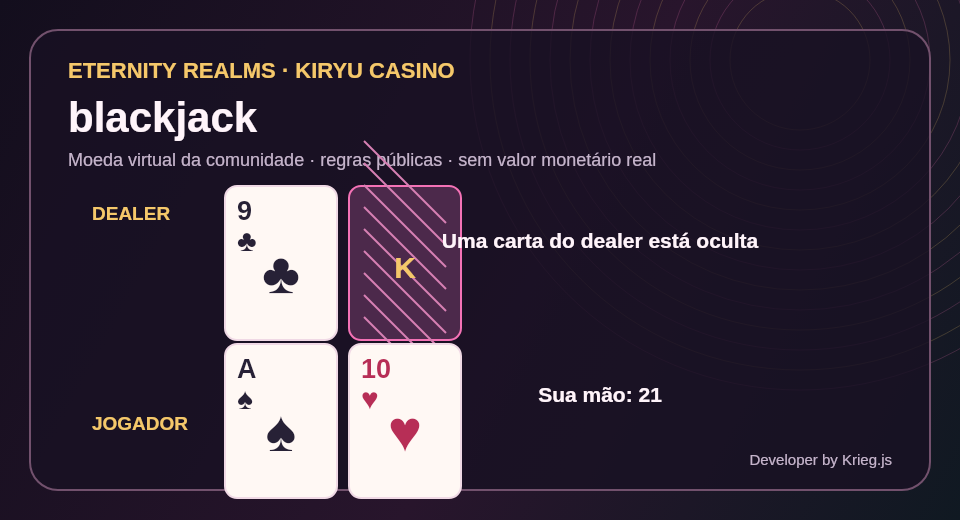 ETERNITY REALMS · KIRYU CASINO
blackjack
Moeda virtual da comunidade · regras públicas · sem valor monetário real
DEALER
9
K
Uma carta do dealer está oculta
JOGADOR
A
10
Sua mão: 21
Developer by Krieg.js